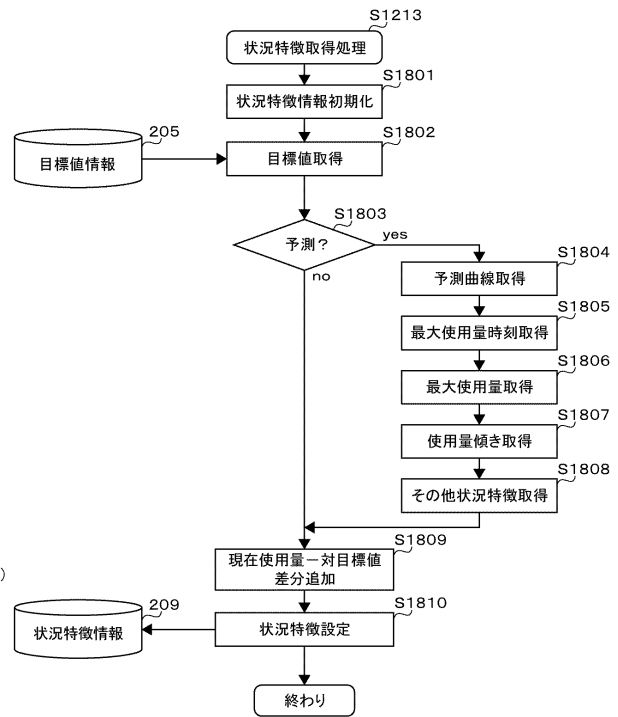 S1213
状況特徴取得処理
S1801
状況特徴情報初期化
S1802
205
目標値情報
目標値取得
S1803
予測？
yes
no
S1804
予測曲線取得
S1805
最大使用量時刻取得
S1806
最大使用量取得
S1807
使用量傾き取得
S1808
その他状況特徴取得
S1809
現在使用量－対目標値
差分追加
)
209
状況特徴情報
S1810
状況特徴設定
終わり